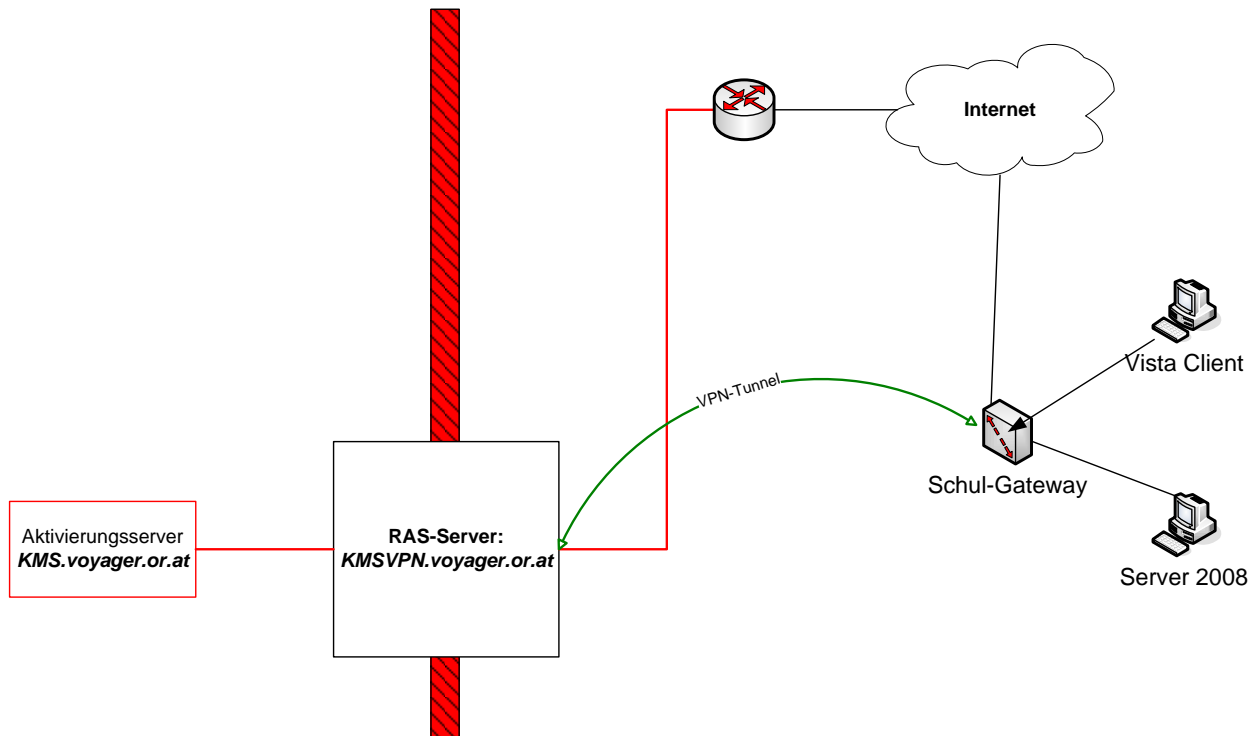 Internet
Vista Client
VPN-Tunnel
Schul-Gateway
Aktivierungsserver
KMS.voyager.or.at
RAS-Server:
KMSVPN.voyager.or.at
Server 2008